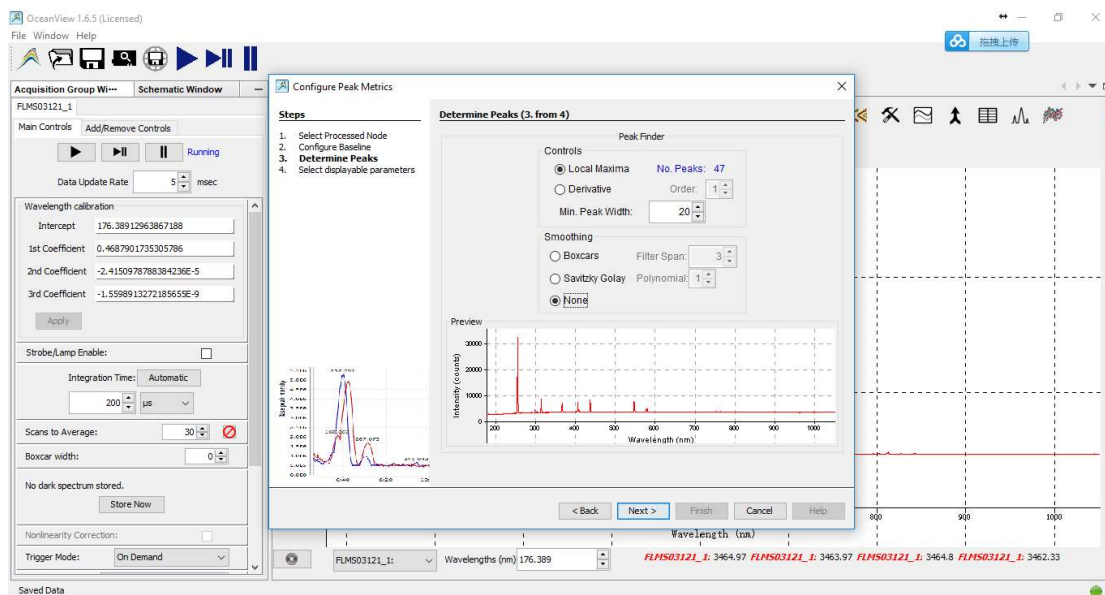 OceanView 1.6.5 (Licensed)
File Window Help
拖拽上传
Acquisition Group Wi··· Schematic Window
FLMS03121_1
Main Controls Add/Remove Controls
Running
Data Update Rate 5 msec
Wavelength calibration
Intercept 176.38912963867188
1st Coefficient 0.4687901735305786
2nd Coefficient -2.4150978788384236E-5
3rd Coefficient -1.5598913272185655E-9
Apply
Strobe/Lamp Enable:
Integration Time: Automatic
200 µs
Scans to Average: 30
Boxcar width: 0
No dark spectrum stored.
Store Now
Nonlinearity Correction:
Trigger Mode: On Demand
Saved Data
Configure Peak Metrics
Steps
1. Select Processed Node
2. Configure Baseline
3. Determine Peaks
4. Select displayable parameters
Determine Peaks (3. from 4)
Peak Finder
Controls
Local Maxima No. Peaks: 47
Derivative Order: 1
Min. Peak Width: 20
Smoothing
Boxcars Filter Span: 3
Savitzky Golay Polynomial: 1
None
Preview
Intensity (counts)
30000
20000
10000
0
200 300 400 500 600 700 800 900 1000
Wavelength (nm)
< Back Next > Finish Cancel Help
800 900 1000
Wavelength (nm)
FLMS03121_1: Wavelengths (nm) 176.389 FLMS03121_1: 3464.97 FLMS03121_1: 3463.97 FLMS03121_1: 3464.8 FLMS03121_1: 3462.33